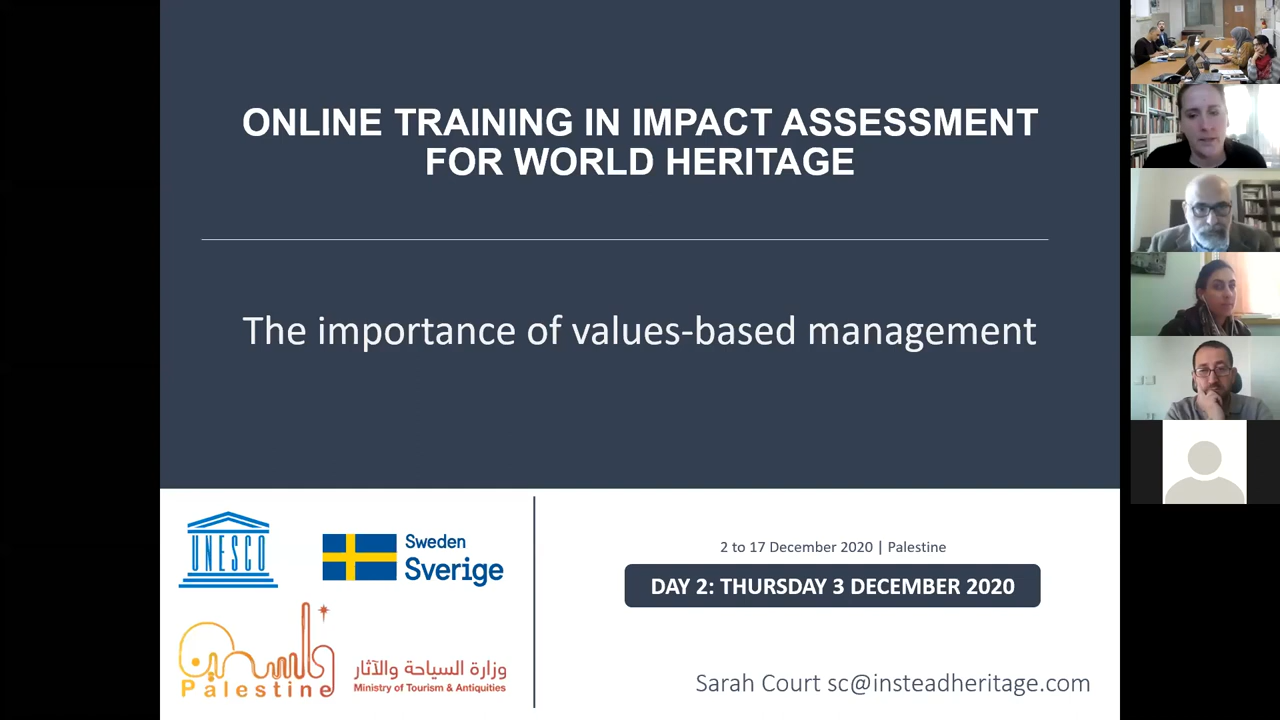 ONLINE TRAINING IN IMPACT ASSESSMENT
FOR WORLD HERITAGE
The importance of values-based management
UNESCO
Sweden
Sverige
فلسطين
Palestine
وزارة السياحة والآثار
Ministry of Tourism & Antiquities
2 to 17 December 2020 | Palestine
DAY 2: THURSDAY 3 DECEMBER 2020
Sarah Court sc@insteadheritage.com